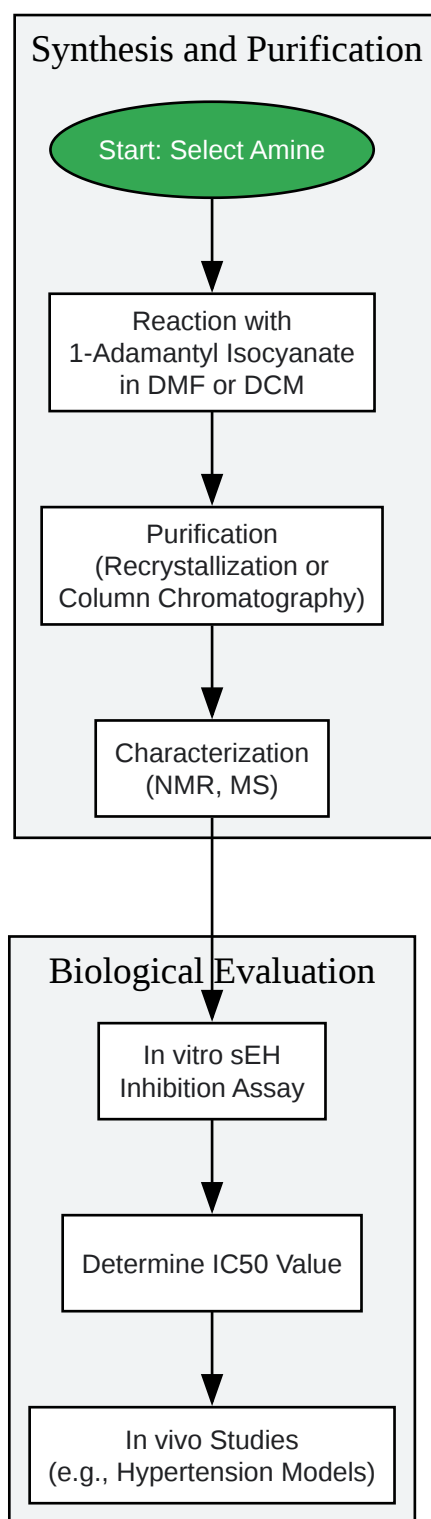 Synthesis and Purification
Start: Select Amine
Reaction with
1-Adamantyl Isocyanate
in DMF or DCM
Purification
(Recrystallization or
Column Chromatography)
Characterization
(NMR, MS)
Biological Evaluation
In vitro sEH
Inhibition Assay
Determine IC50 Value
In vivo Studies
(e.g., Hypertension Models)